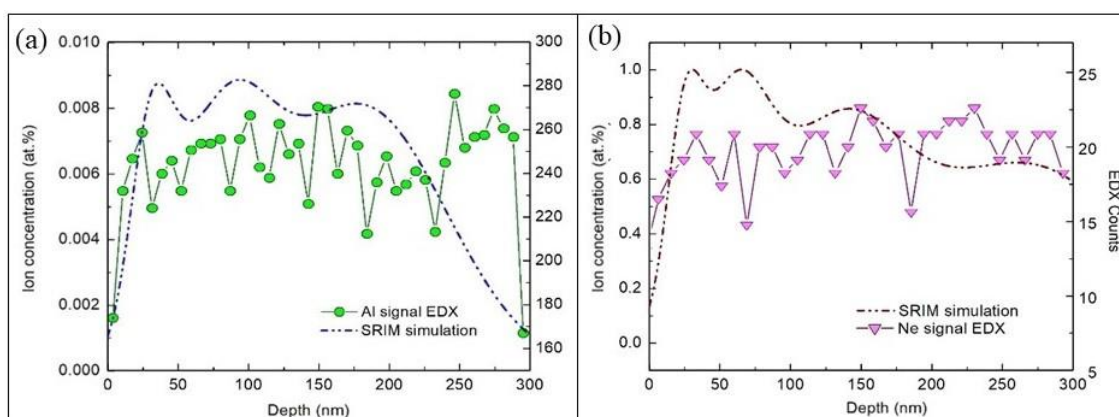 (a)
0.010
0.008
0.006
0.004
0.002
0.000
Ion concentration (at.%)
300
280
260
240
220
200
180
160
Al signal EDX
SRIM simulation
0 50 100 150 200 250 300
Depth (nm)
(b)
1.0
0.8
0.6
0.4
0.2
0.0
Ion concentration (at.%)
25
20
15
10
5
EDX Counts
SRIM simulation
Ne signal EDX
0 50 100 150 200 250 300
Depth (nm)